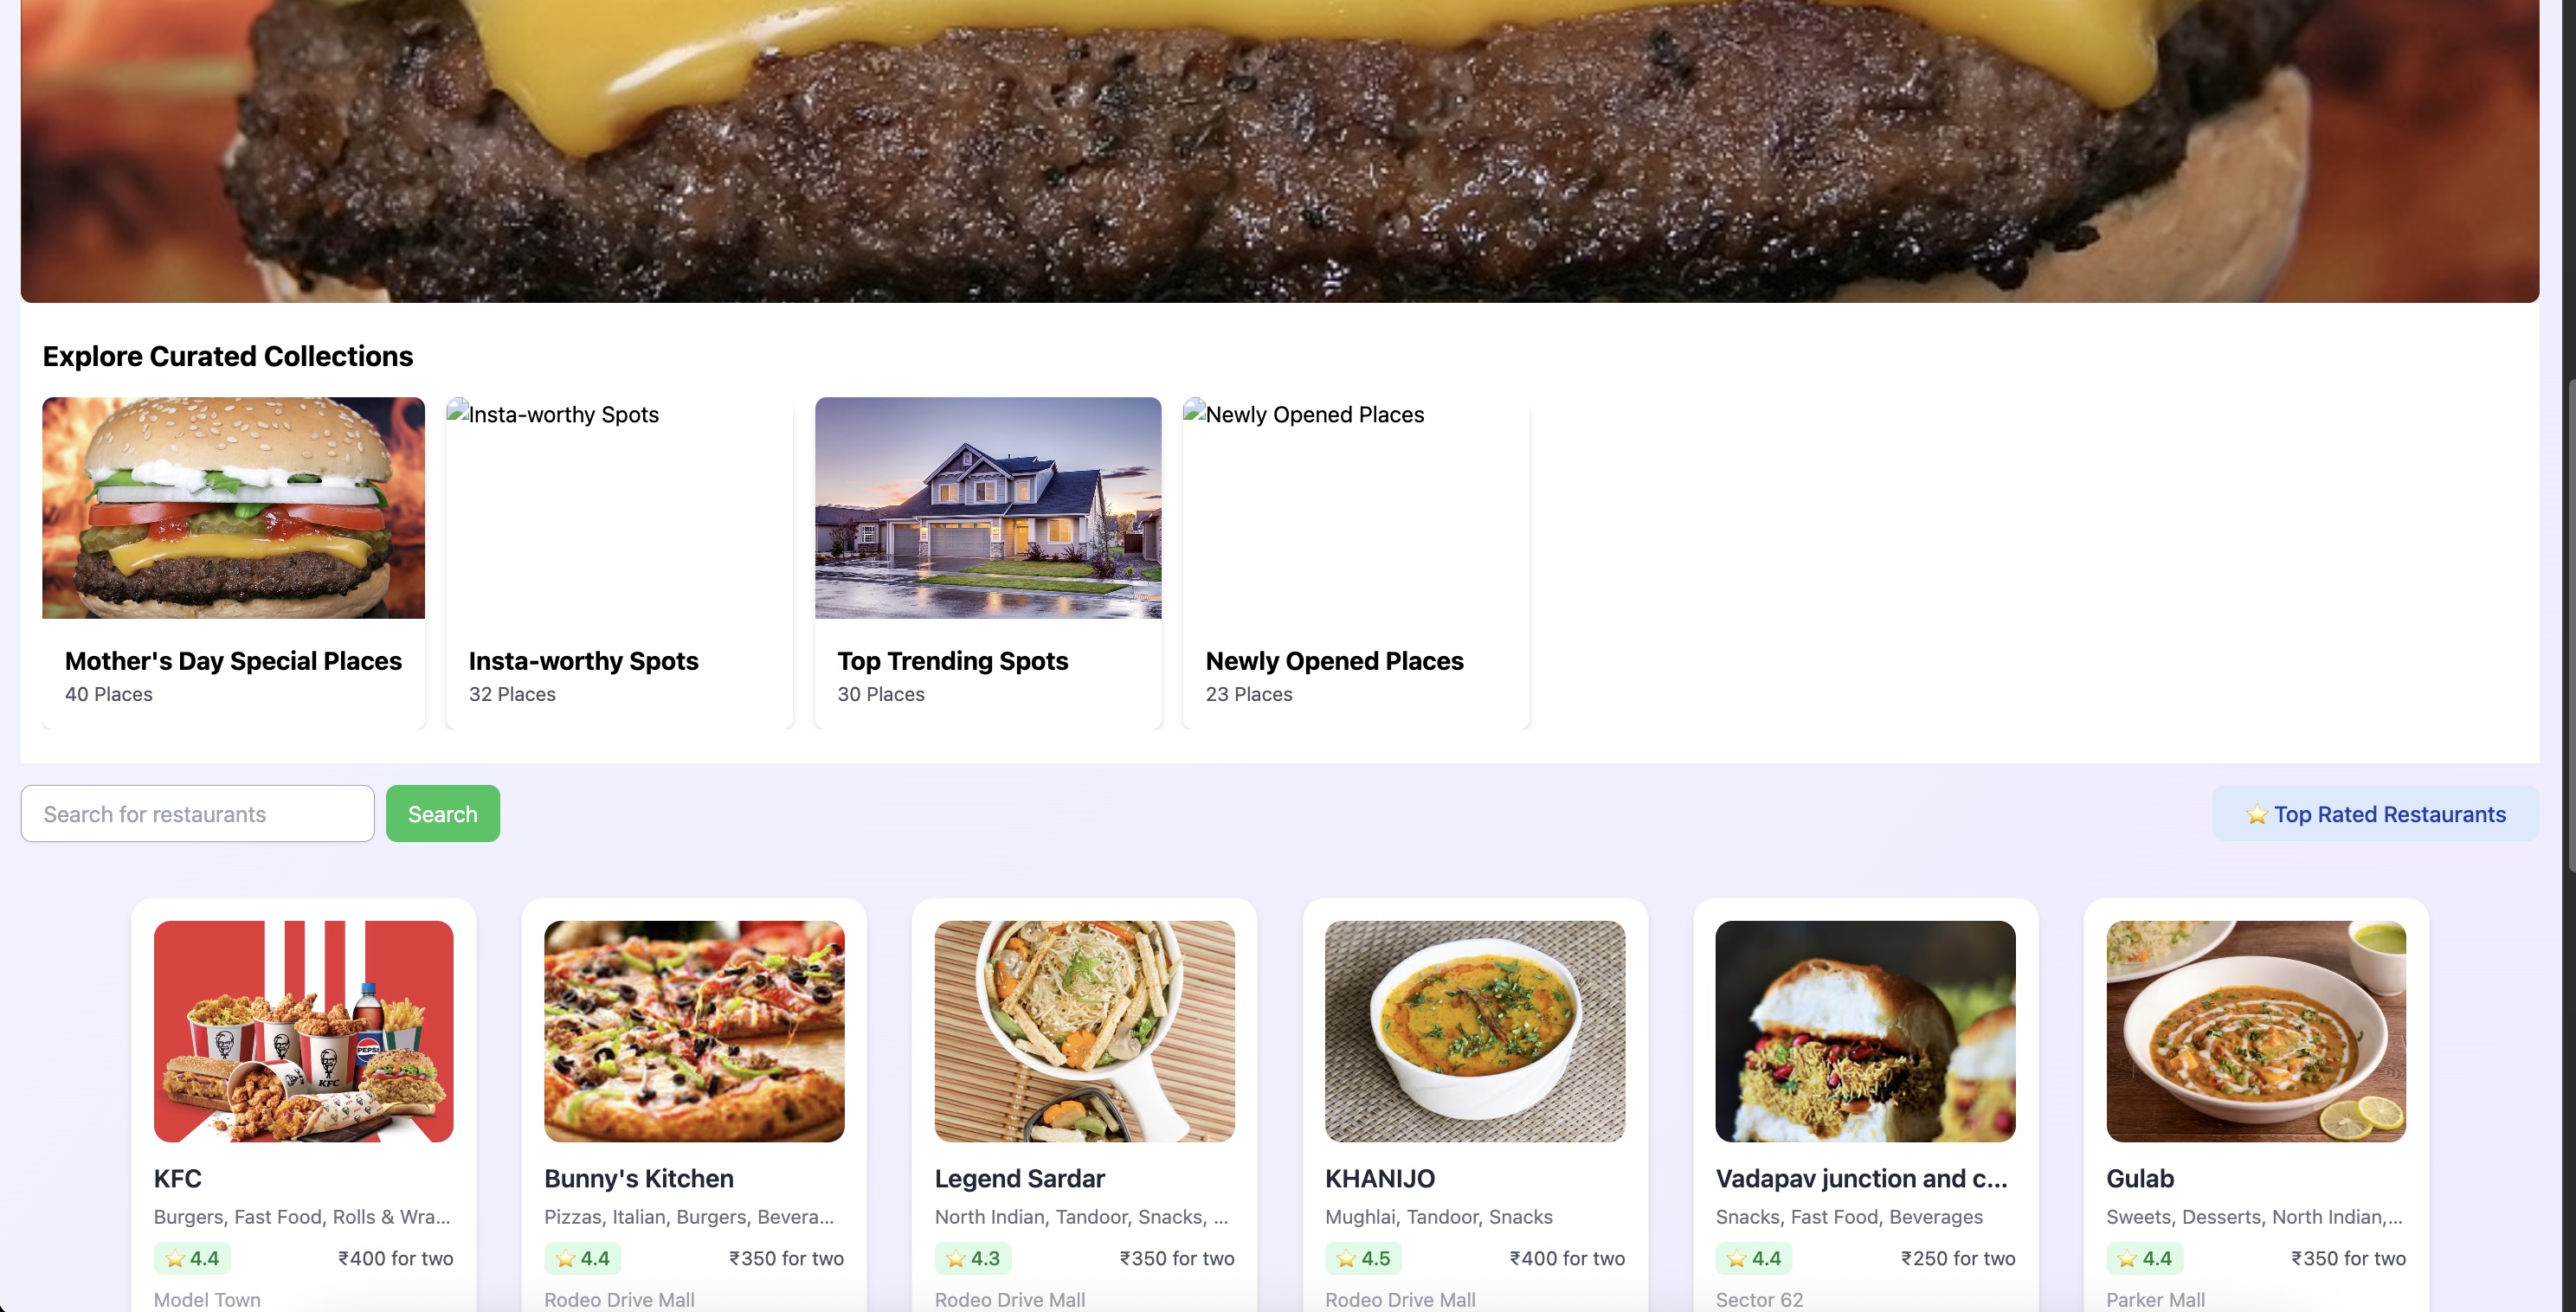 Explore Curated Collections
Insta-worthy Spots
Newly Opened Places
Mother's Day Special Places
Insta-worthy Spots
Top Trending Spots
Newly Opened Places
40 Places
32 Places
30 Places
23 Places
Search for restaurants
Search
⭐ Top Rated Restaurants
PEPSI
KFC
KFC
Bunny's Kitchen
Legend Sardar
KHANIJO
Vadapav junction and c...
Gulab
Burgers, Fast Food, Rolls & Wra...
Pizzas, Italian, Burgers, Bevera...
North Indian, Tandoor, Snacks, ...
Mughlai, Tandoor, Snacks
Snacks, Fast Food, Beverages
Sweets, Desserts, North Indian,...
⭐ 4.4
₹400 for two
⭐ 4.4
₹350 for two
⭐ 4.3
₹350 for two
⭐ 4.5
₹400 for two
⭐ 4.4
₹250 for two
⭐ 4.4
₹350 for two
Model Town
Rodeo Drive Mall
Rodeo Drive Mall
Rodeo Drive Mall
Sector 62
Parker Mall